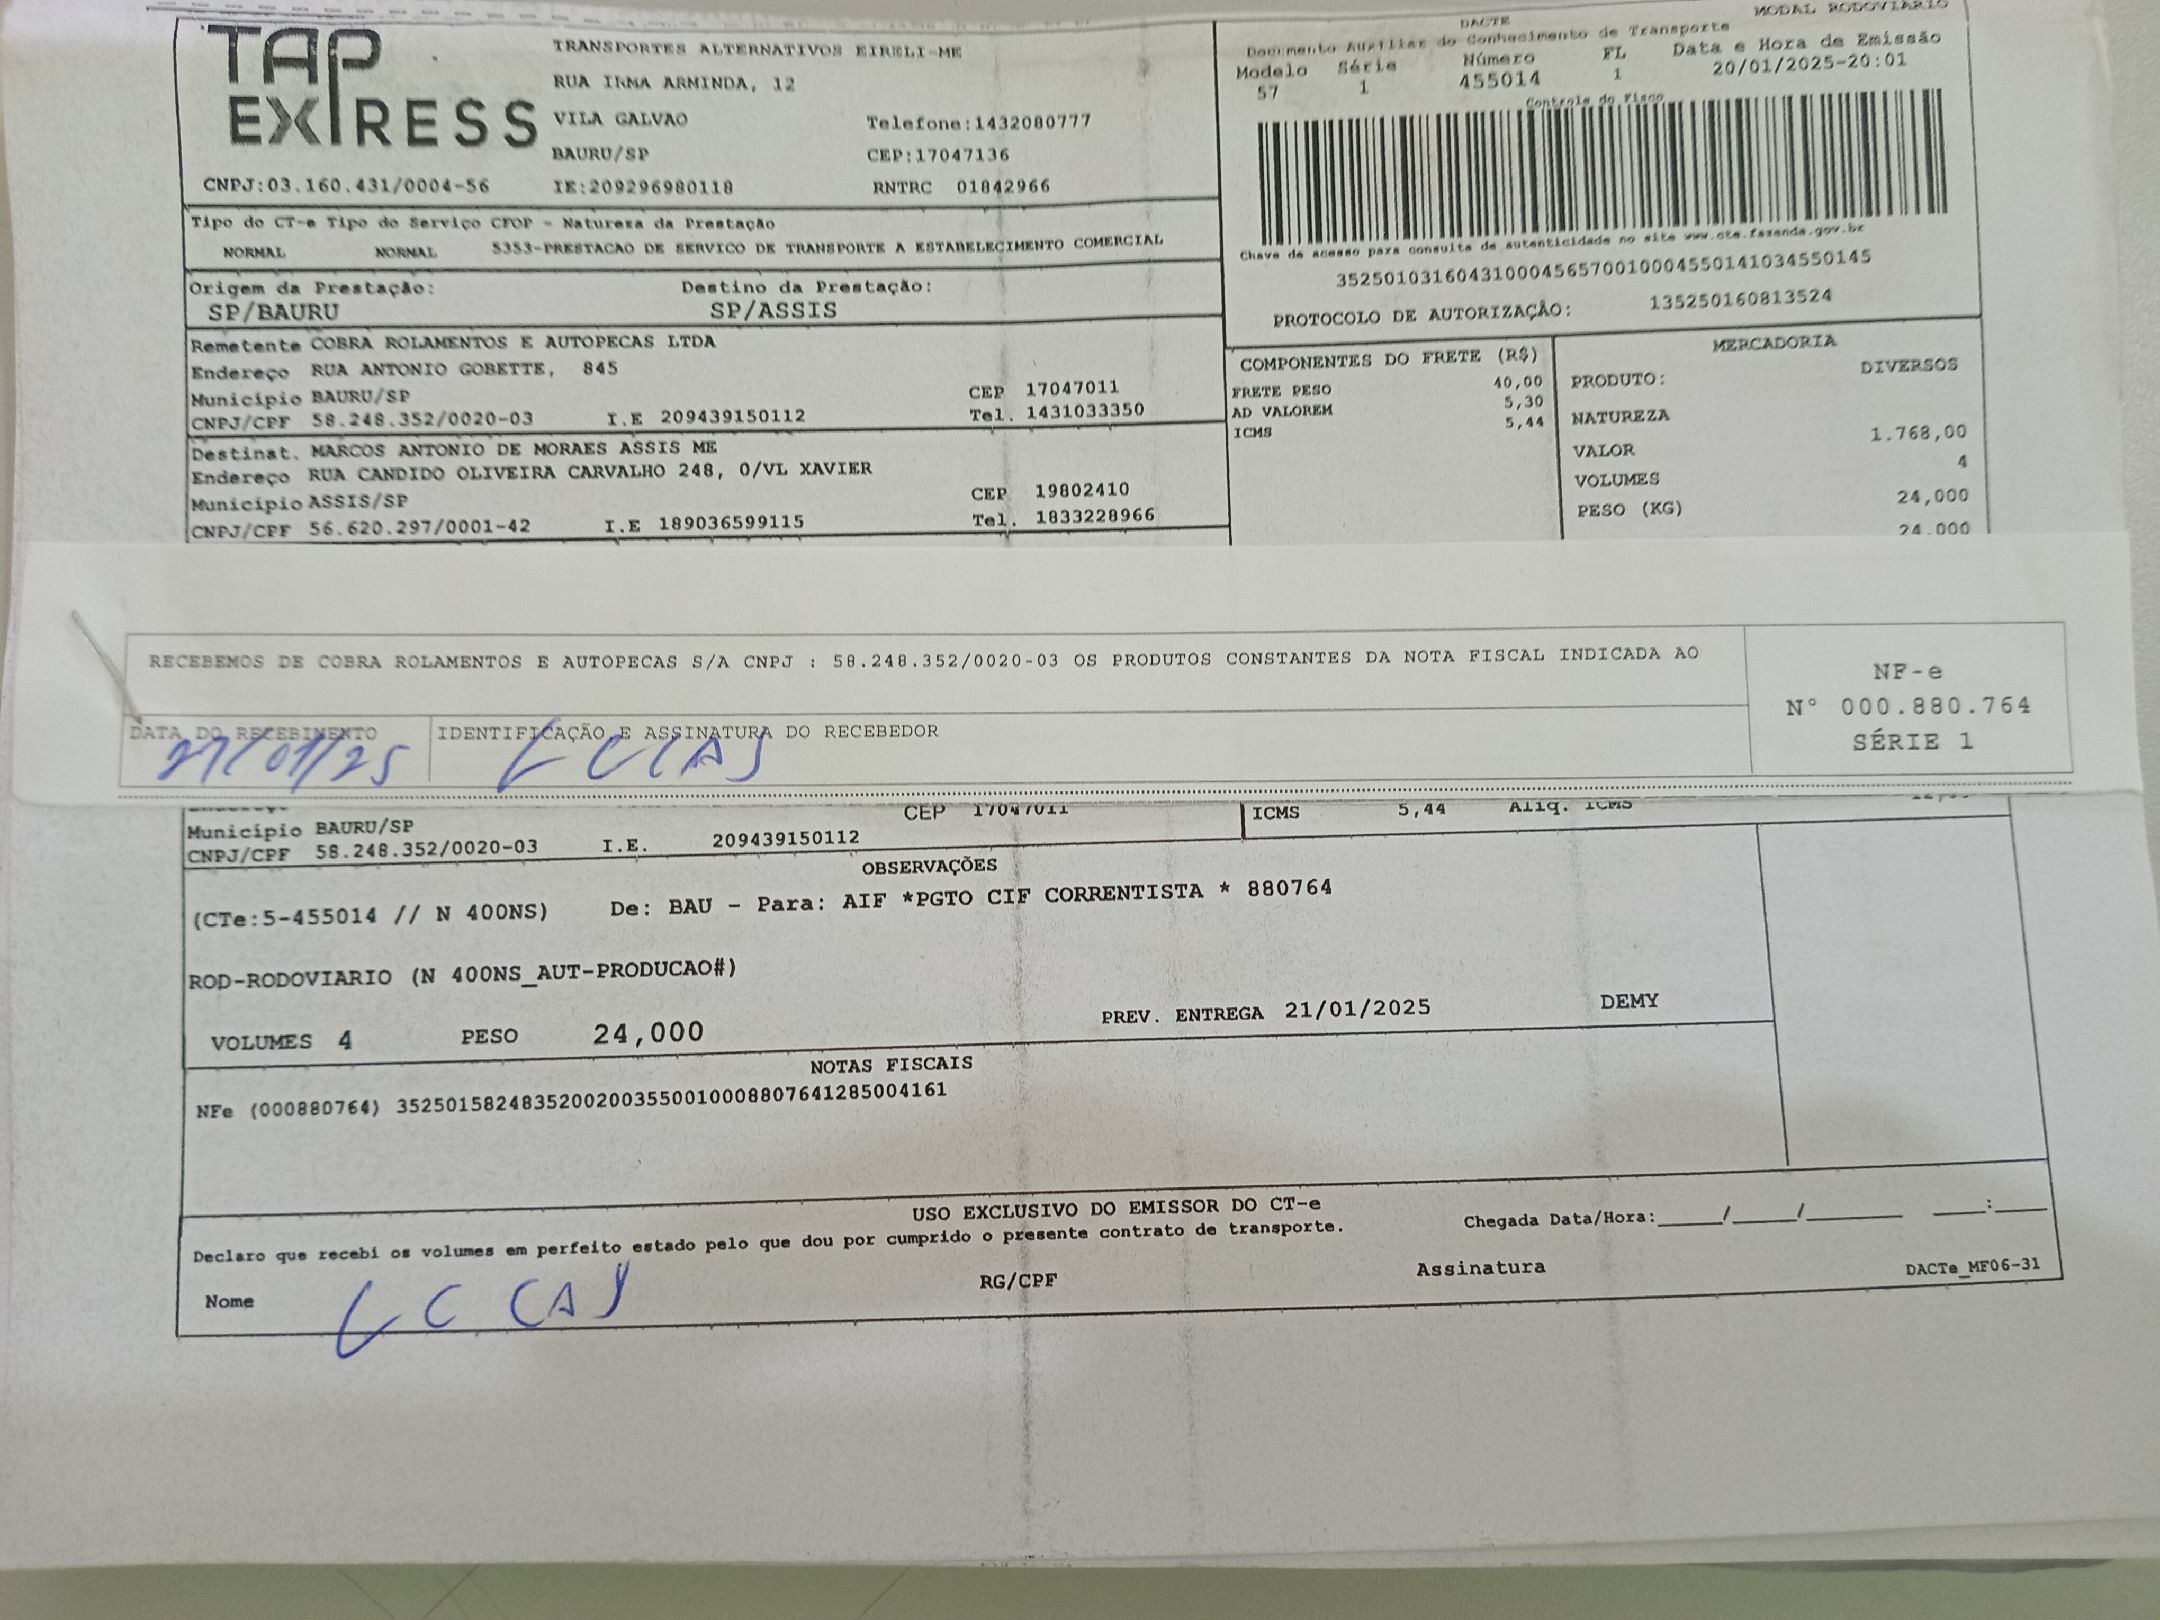 MODAL RODOVIÁRIO
DACTE
TAP EXPRESS
TRANSPORTES ALTERNATIVOS EIRELI-ME
Documento Auxiliar do Conhecimento de Transporte
RUA IRMA ARMINDA, 12
Modelo Série Número FL Data e Hora de Emissão
57 1 455014 1 20/01/2025-20:01
VILA GALVAO Telefone:1432080777
Controle do Fisco
BAURU/SP CEP:17047136
CNPJ:03.160.431/0004-56 IE:209296980118 RNTRC 01842966
Tipo do CT-e Tipo do Serviço CFOP - Natureza da Prestação
NORMAL NORMAL 5353-PRESTACAO DE SERVICO DE TRANSPORTE A ESTABELECIMENTO COMERCIAL
Chave de acesso para consulta de autenticidade no site www.cte.fazenda.gov.br
35250103160431000456570010004550141034550145
Origem da Prestação: Destino da Prestação:
SP/BAURU SP/ASSIS
PROTOCOLO DE AUTORIZAÇÃO: 135250160813524
Remetente COBRA ROLAMENTOS E AUTOPECAS LTDA
Endereço RUA ANTONIO GOBETTE, 845
Município BAURU/SP CEP 17047011
CNPJ/CPF 58.248.352/0020-03 I.E 209439150112 Tel. 1431033350
Destinat. MARCOS ANTONIO DE MORAES ASSIS ME
Endereço RUA CANDIDO OLIVEIRA CARVALHO 248, 0/VL XAVIER
Município ASSIS/SP CEP 19802410
CNPJ/CPF 56.620.297/0001-42 I.E 189036599115 Tel. 1833228966
COMPONENTES DO FRETE (R$)
FRETE PESO 40,00
AD VALOREM 5,30
ICMS 5,44
MERCADORIA
PRODUTO: DIVERSOS
NATUREZA
VALOR 1.768,00
VOLUMES 4
PESO (KG) 24,000
24,000
RECEBEMOS DE COBRA ROLAMENTOS E AUTOPECAS S/A CNPJ : 58.248.352/0020-03 OS PRODUTOS CONSTANTES DA NOTA FISCAL INDICADA AO
NF-e
N° 000.880.764
SÉRIE 1
DATA DO RECEBIMENTO IDENTIFICAÇÃO E ASSINATURA DO RECEBEDOR
CEP 17047011 ICMS 5,44 Aliq. ICMS
Município BAURU/SP
CNPJ/CPF 58.248.352/0020-03 I.E. 209439150112
OBSERVAÇÕES
(CTe:5-455014 // N 400NS) De: BAU - Para: AIF *PGTO CIF CORRENTISTA * 880764
ROD-RODOVIARIO (N 400NS_AUT-PRODUCAO#)
VOLUMES 4 PESO 24,000 PREV. ENTREGA 21/01/2025 DEMY
NOTAS FISCAIS
NFe (000880764) 35250158248352002003550010008807641285004161
USO EXCLUSIVO DO EMISSOR DO CT-e
Declaro que recebi os volumes em perfeito estado pelo que dou por cumprido o presente contrato de transporte.
Chegada Data/Hora:_____/_____/________ ____:____
Nome RG/CPF Assinatura DACTe_MF06-31